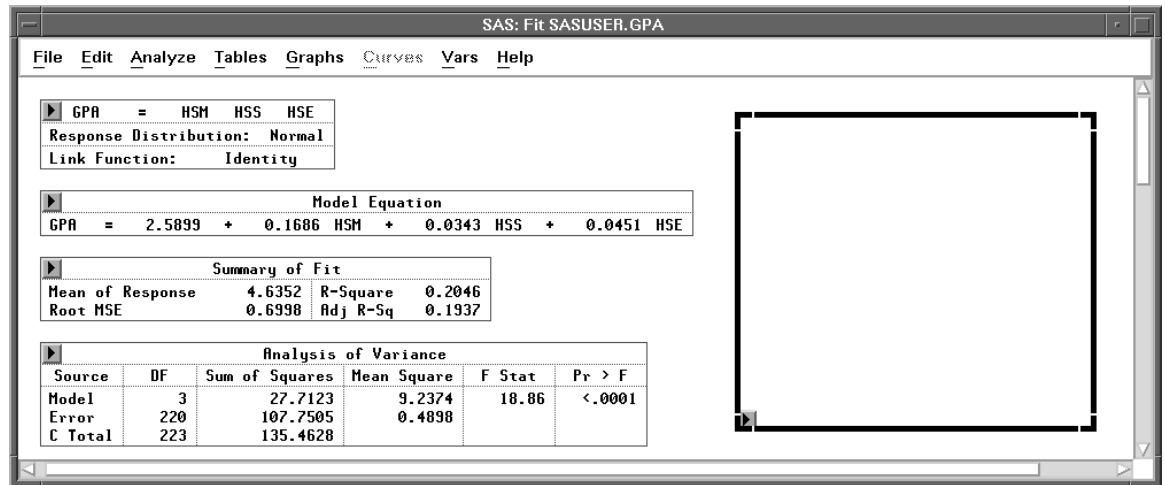 SAS: Fit SASUSER.GPA
File Edit Analyze Tables Graphs Curves Vars Help
GPA = HSM HSS HSE
Response Distribution: Normal
Link Function: Identity
Model Equation
GPA = 2.5899 + 0.1686 HSM + 0.0343 HSS + 0.0451 HSE
Summary of Fit
Mean of Response 4.6352 R-Square 0.2046
Root MSE 0.6998 Adj R-Sq 0.1937
Analysis of Variance
Source DF Sum of Squares Mean Square F Stat Pr > F
Model 3 27.7123 9.2374 18.86 <.0001
Error 220 107.7505 0.4898
C Total 223 135.4628